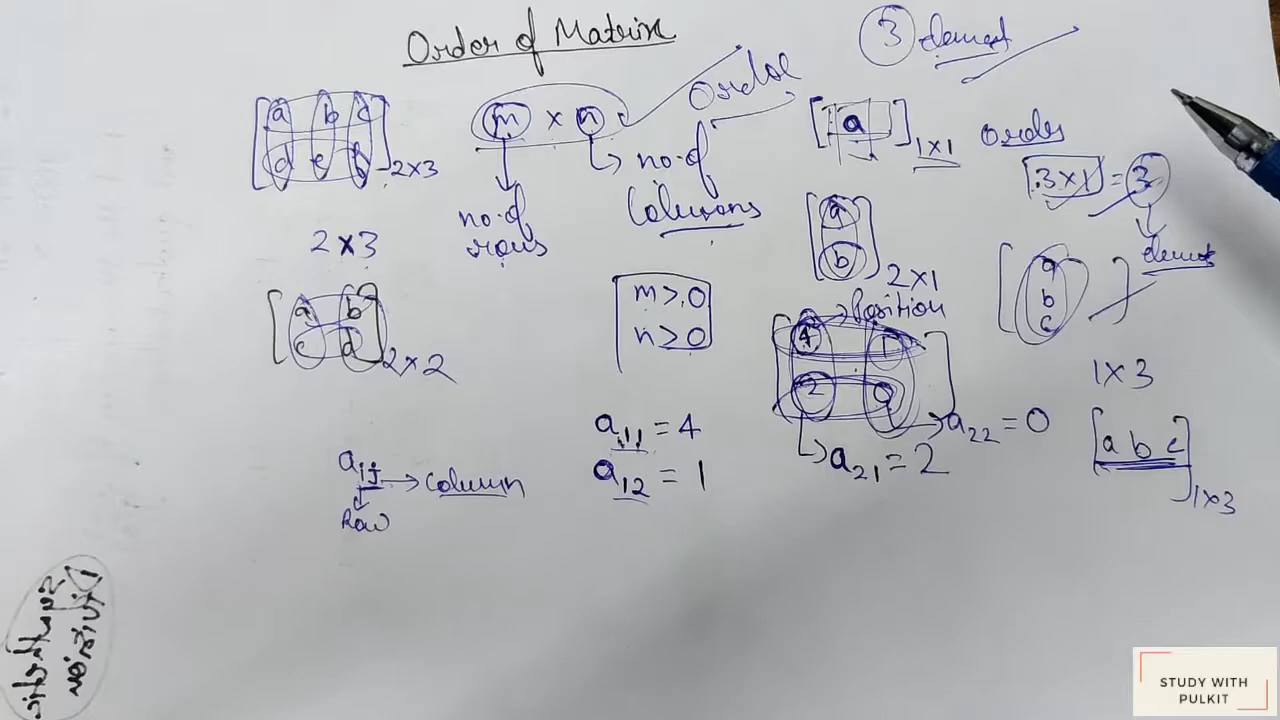 Order of Matrix
3 element
[a b c
d e f] 2×3
m × n
Order
no. of rows
no. of Columns
2×3
[a b
c d] 2×2
m>0
n>0
[a] 1×1
Order
3×1 = 3
element
[a
b] 2×1
[a
b
c]
Position
[4 1
2 0]
a₁₁ = 4
a₁₂ = 1
a₂₁ = 2
a₂₂ = 0
aᵢⱼ → Column
Row
1×3
[a b c] 1×3
STUDY WITH
PULKIT